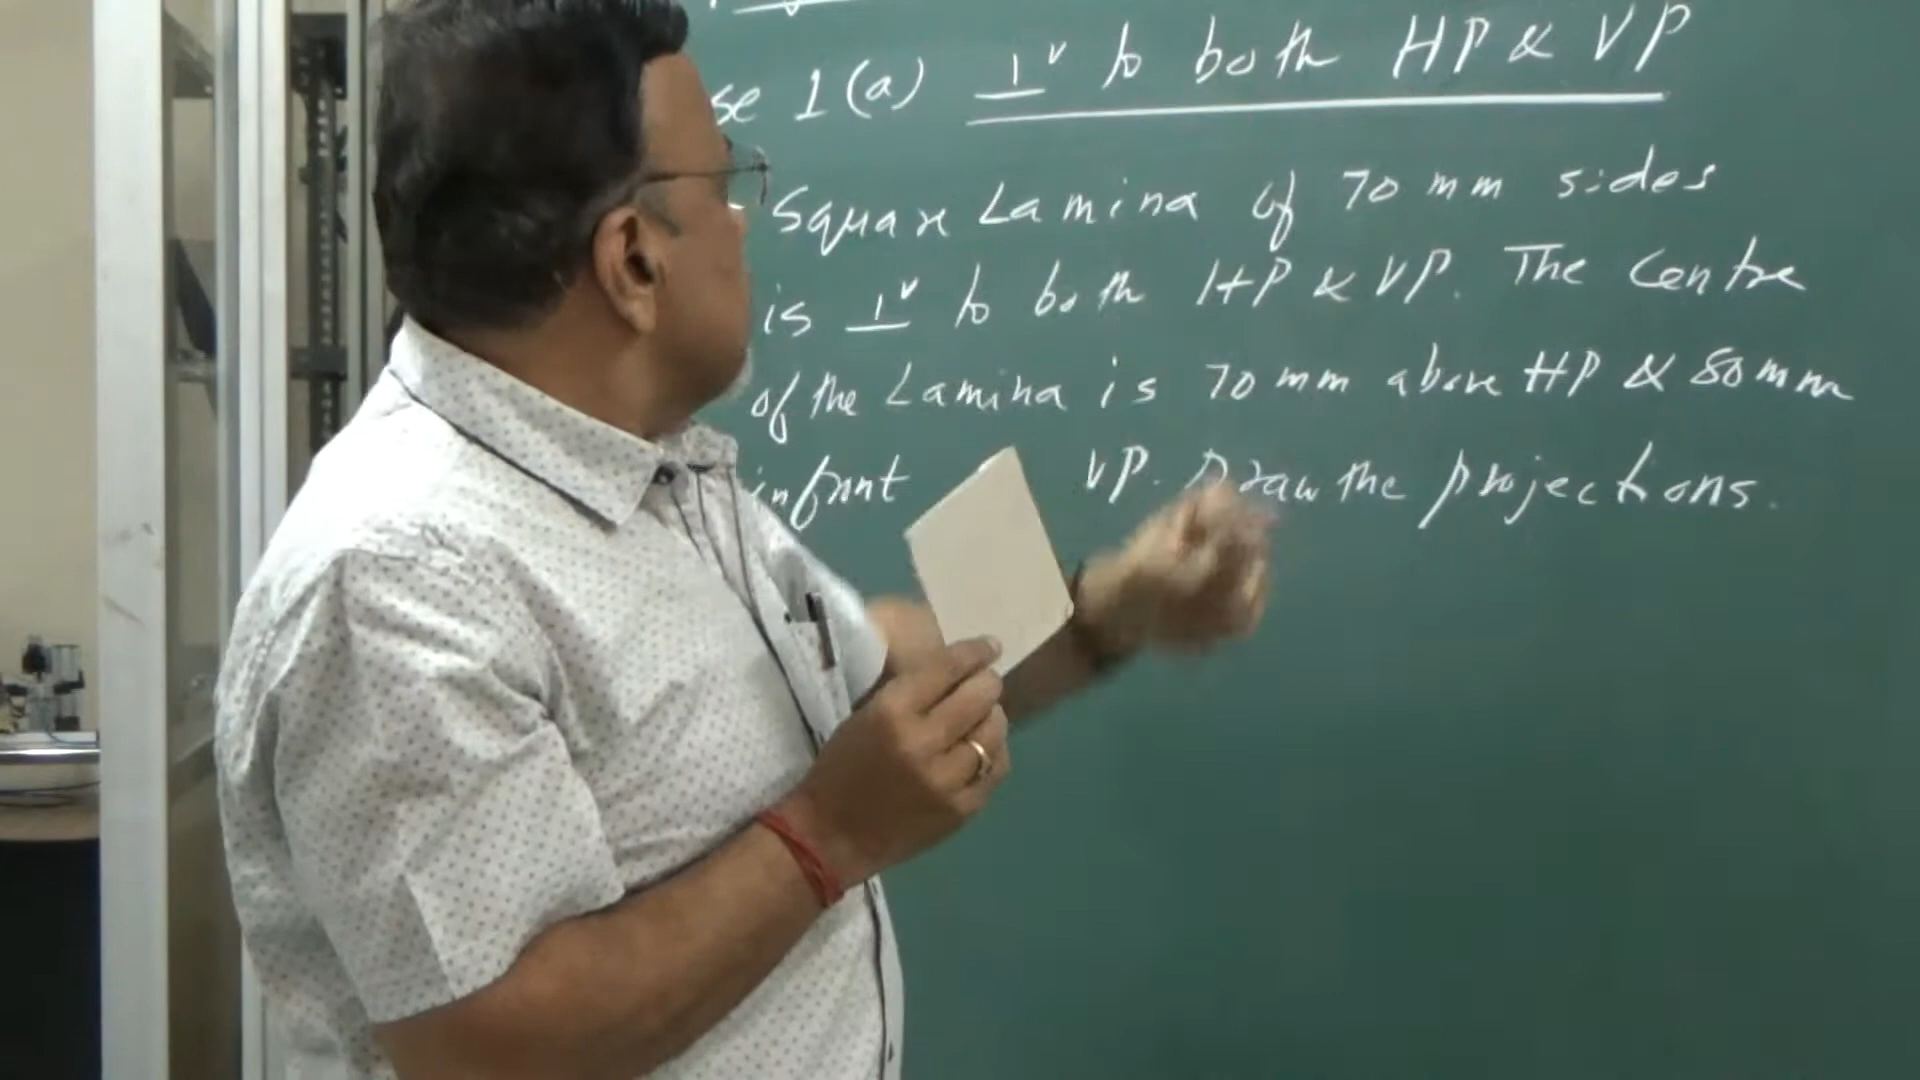 se 1(a) ⊥ʳ to both HP & VP
Square Lamina of 70 mm sides
is ⊥ʳ to both HP & VP. The Centre
of the Lamina is 70 mm above HP & 80 mm
infront VP. Draw the projections.